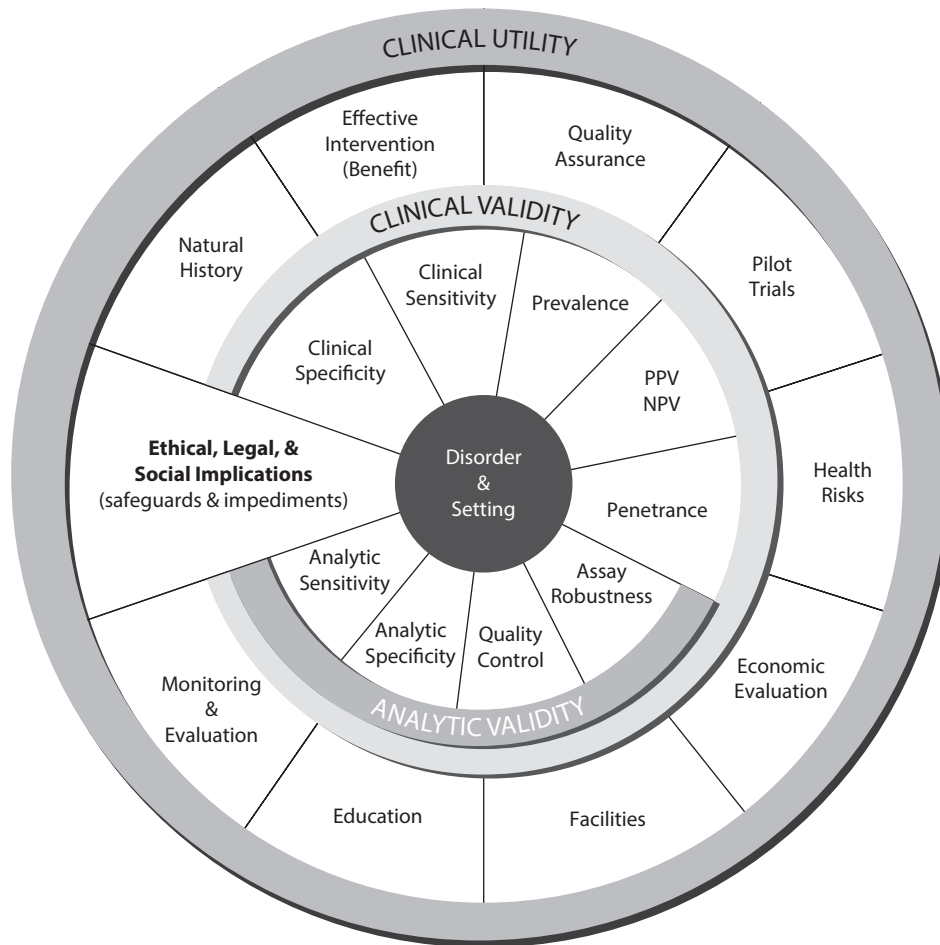 CLINICAL UTILITY
Effective
Intervention
(Benefit)
Quality
Assurance
Natural
History
Pilot
Trials
CLINICAL VALIDITY
Clinical
Sensitivity
Prevalence
Clinical
Specificity
PPV
NPV
Ethical, Legal, &
Social Implications
(safeguards & impediments)
Disorder
&
Setting
Health
Risks
Penetrance
Analytic
Sensitivity
Assay
Robustness
Analytic
Specificity
Quality
Control
ANALYTIC VALIDITY
Monitoring
&
Evaluation
Economic
Evaluation
Education
Facilities